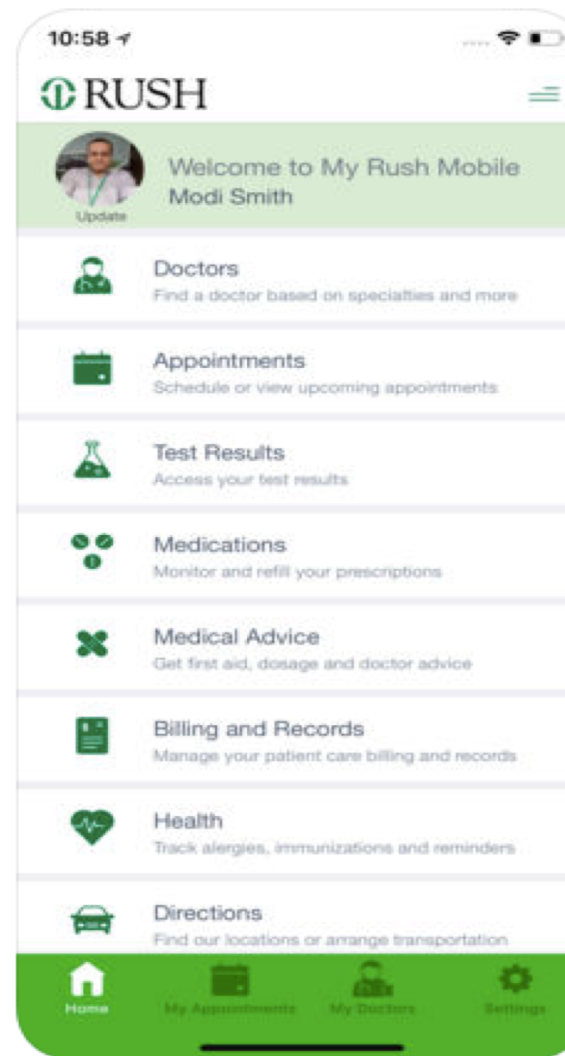 10:58
RUSH
Welcome to My Rush Mobile
Modi Smith
Update
Doctors
Find a doctor based on specialties and more
Appointments
Schedule or view upcoming appointments
Test Results
Access your test results
Medications
Monitor and refill your prescriptions
Medical Advice
Get first aid, dosage and doctor advice
Billing and Records
Manage your patient care billing and records
Health
Track alergies, immunizations and reminders
Directions
Find our locations or arrange transportation
Home My Appointments My Doctors Settings